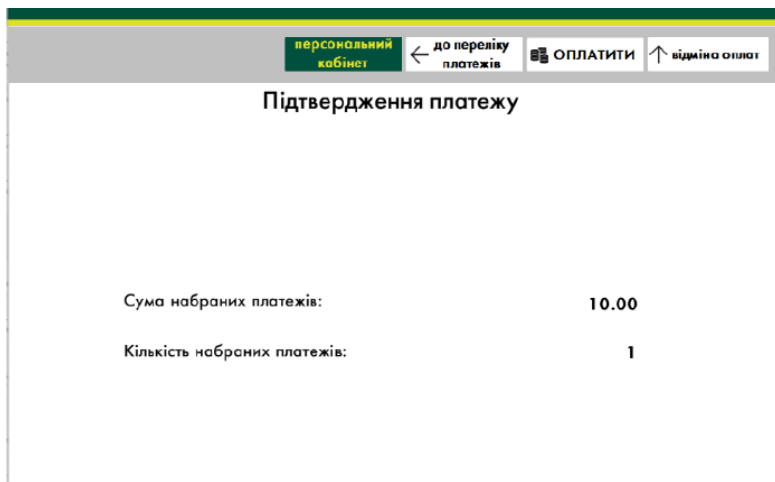 персональний
кабінет
до переліку
платежів
ОПЛАТИТИ
відміна оплат
Підтвердження платежу
Сума набраних платежів: 10.00
Кількість набраних платежів: 1